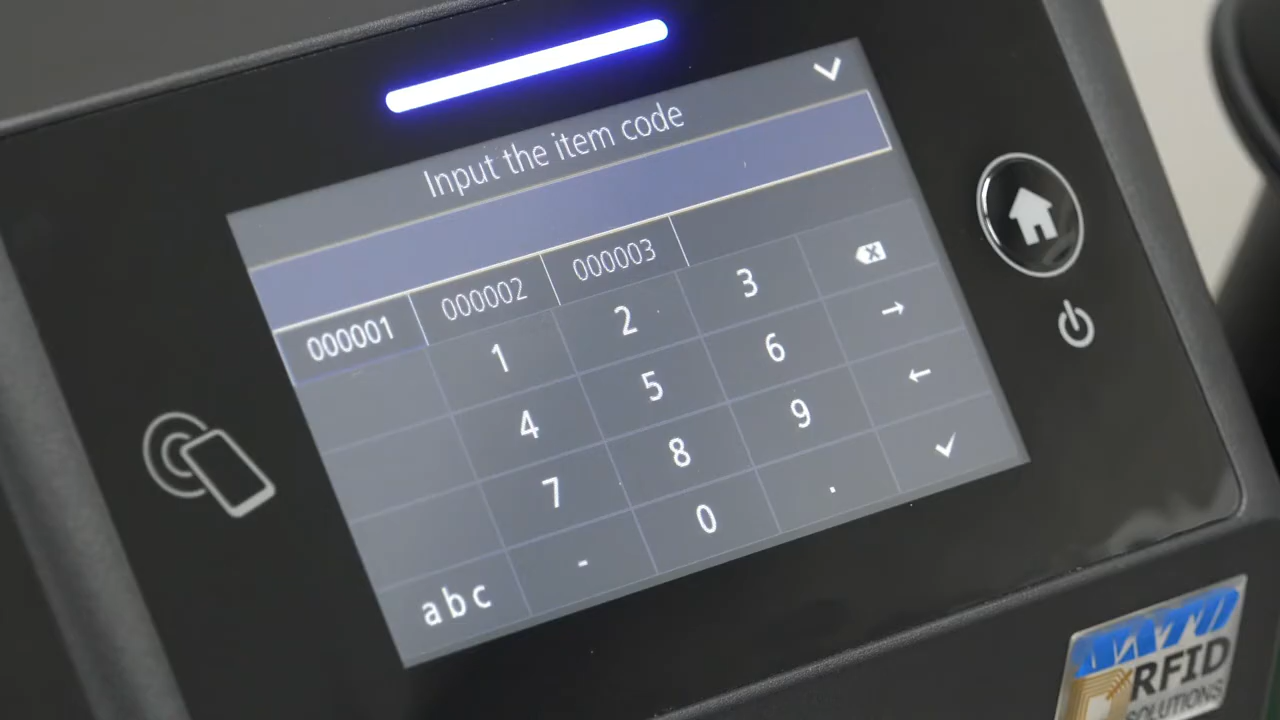 Input the item code
000001 000002 000003
1 2 3
4 5 6
7 8 9
abc - 0 .
RFID
SOLUTIONS